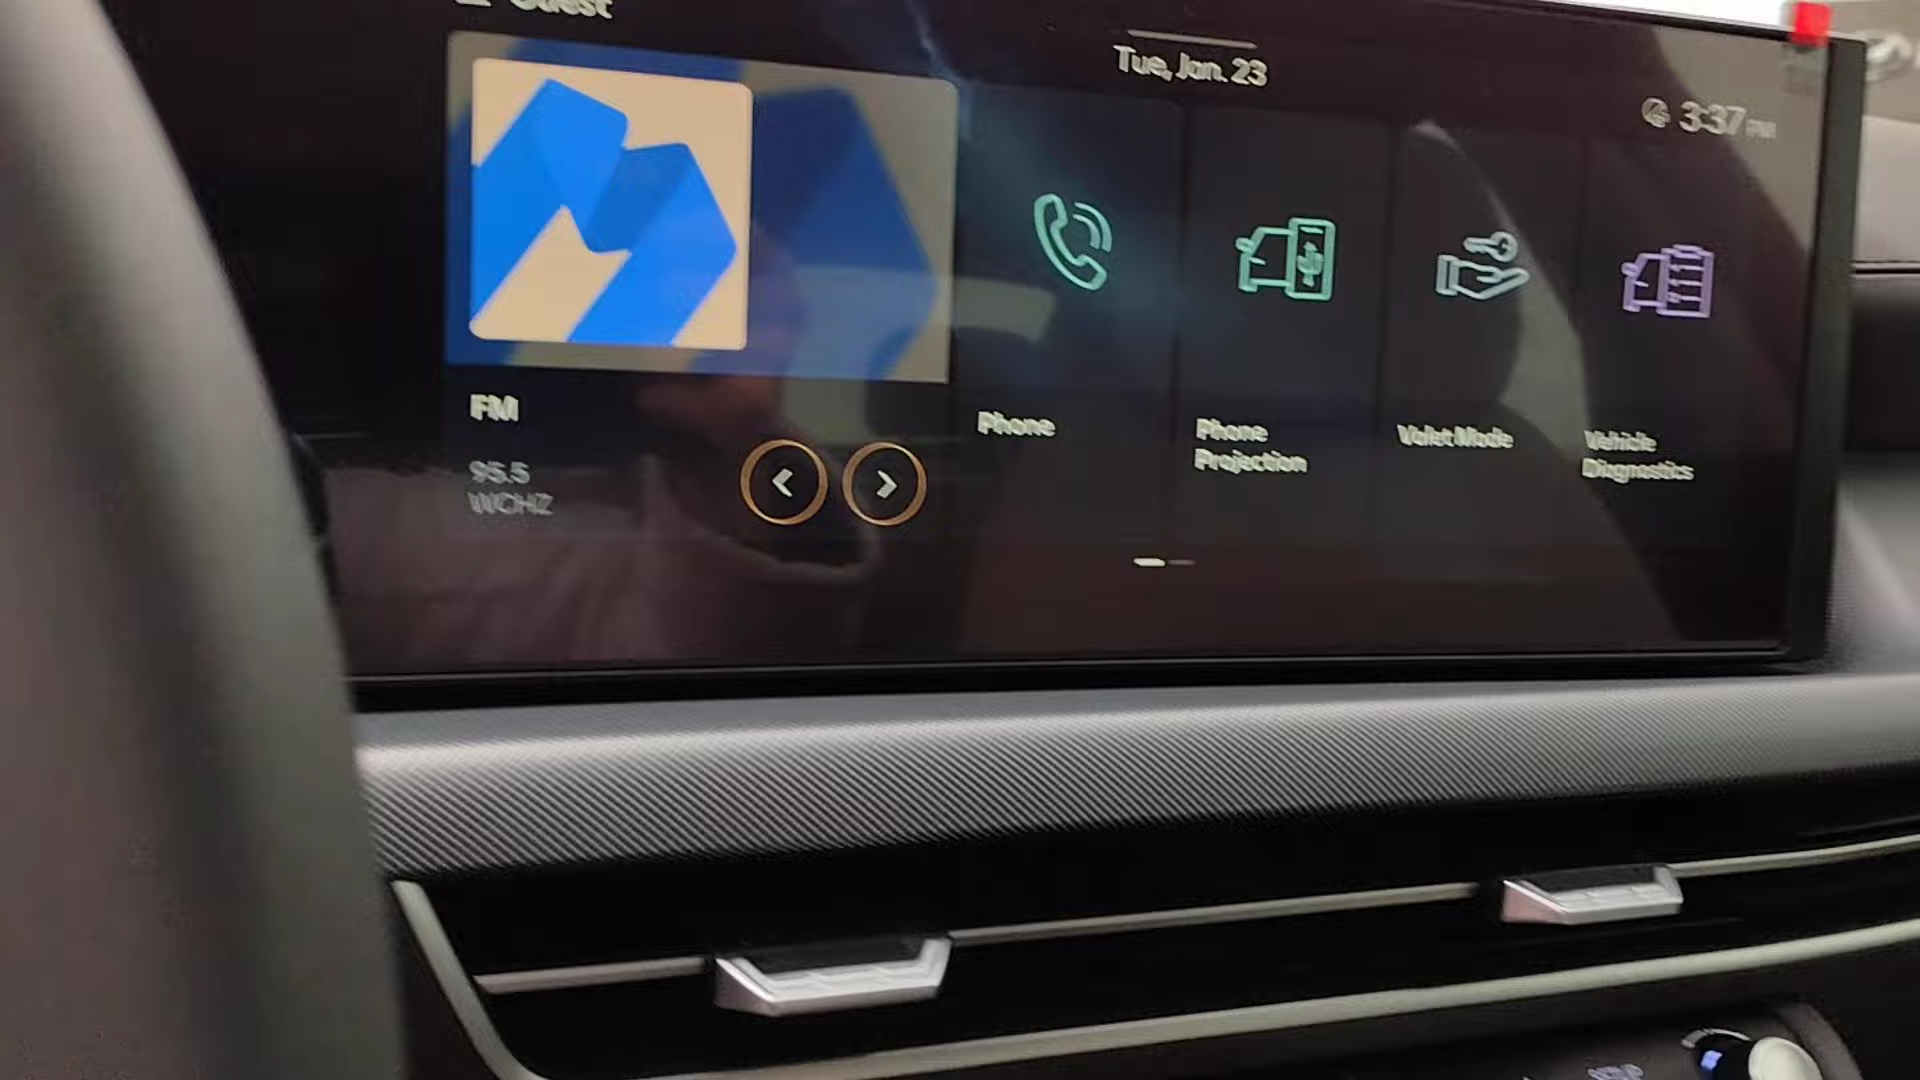 Guest
Tue, Jan. 23
3:37 PM
FM
95.5
WCHZ
Phone
Phone
Projection
Valet Mode
Vehicle
Diagnostics